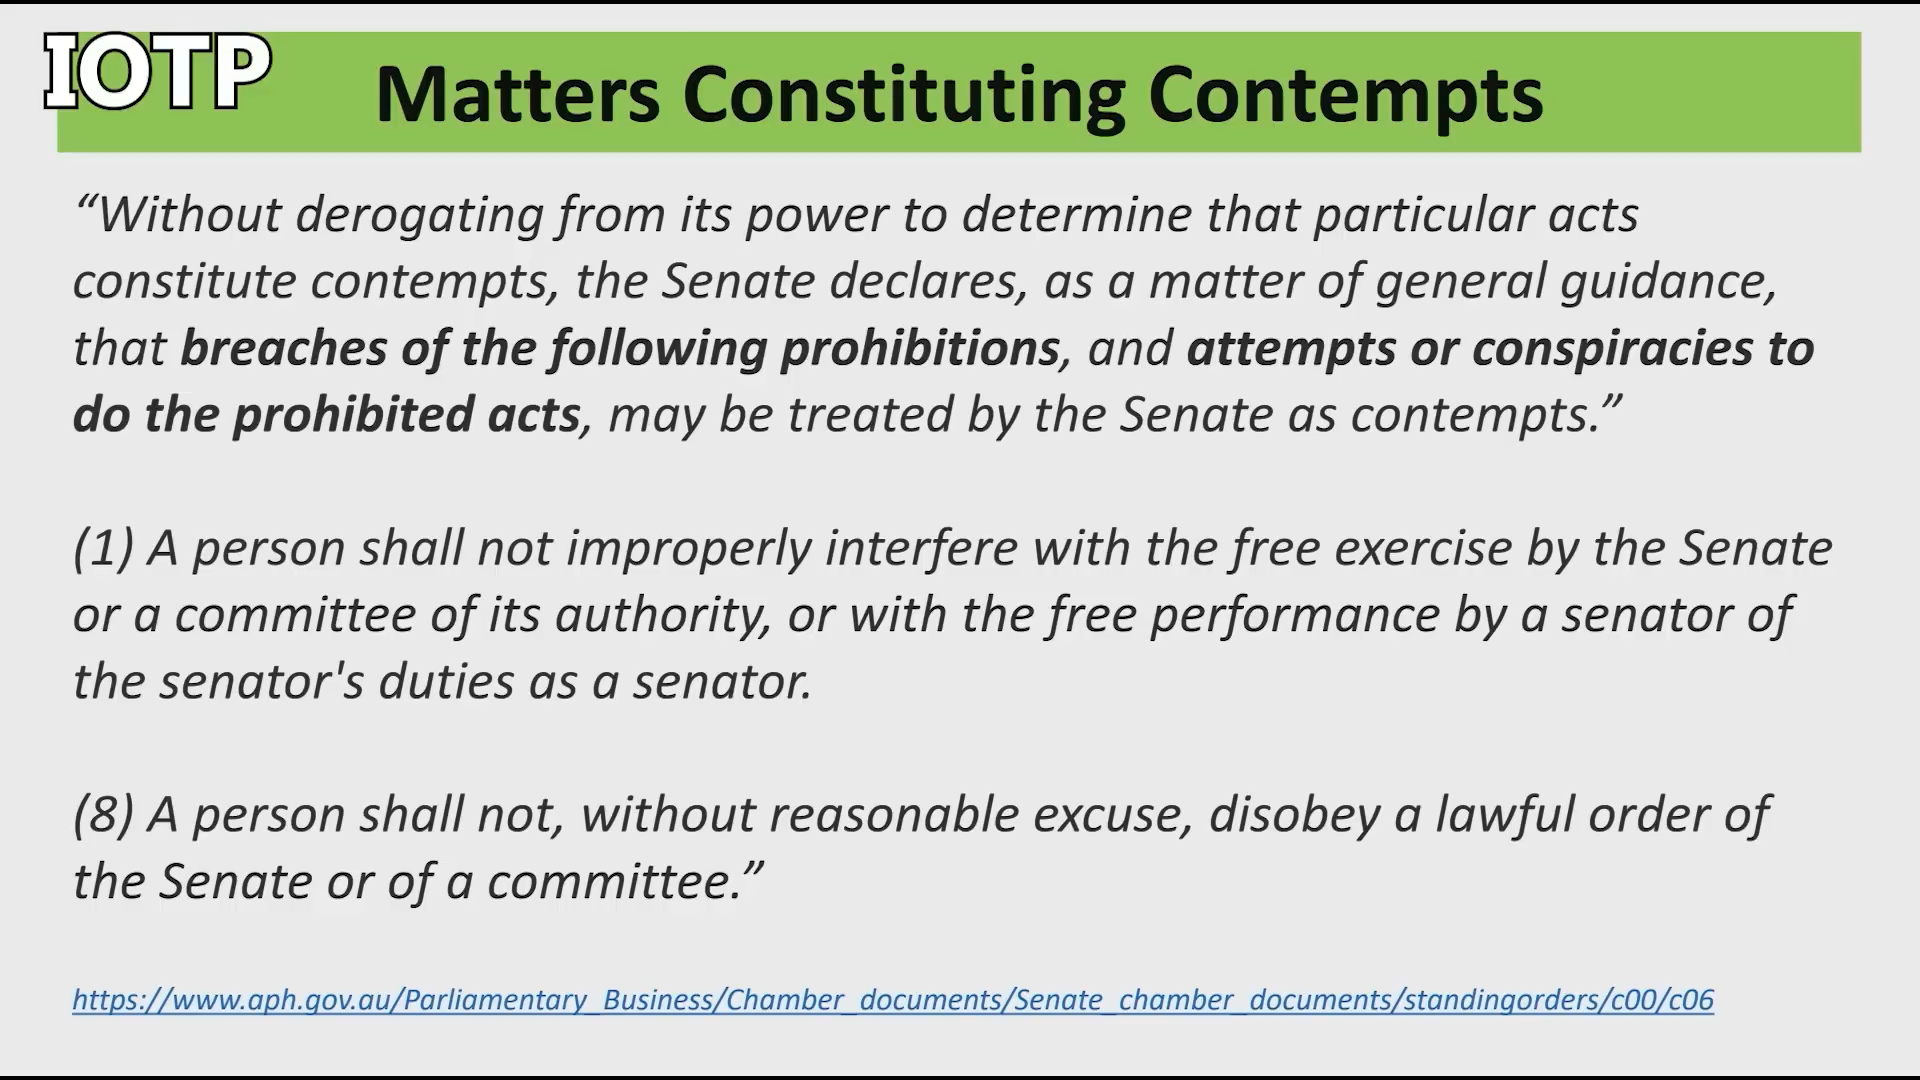 IOTP
Matters Constituting Contempts
“Without derogating from its power to determine that particular acts
constitute contempts, the Senate declares, as a matter of general guidance,
that breaches of the following prohibitions, and attempts or conspiracies to
do the prohibited acts, may be treated by the Senate as contempts.”
(1) A person shall not improperly interfere with the free exercise by the Senate
or a committee of its authority, or with the free performance by a senator of
the senator's duties as a senator.
(8) A person shall not, without reasonable excuse, disobey a lawful order of
the Senate or of a committee.”
https://www.aph.gov.au/Parliamentary_Business/Chamber_documents/Senate_chamber_documents/standingorders/c00/c06